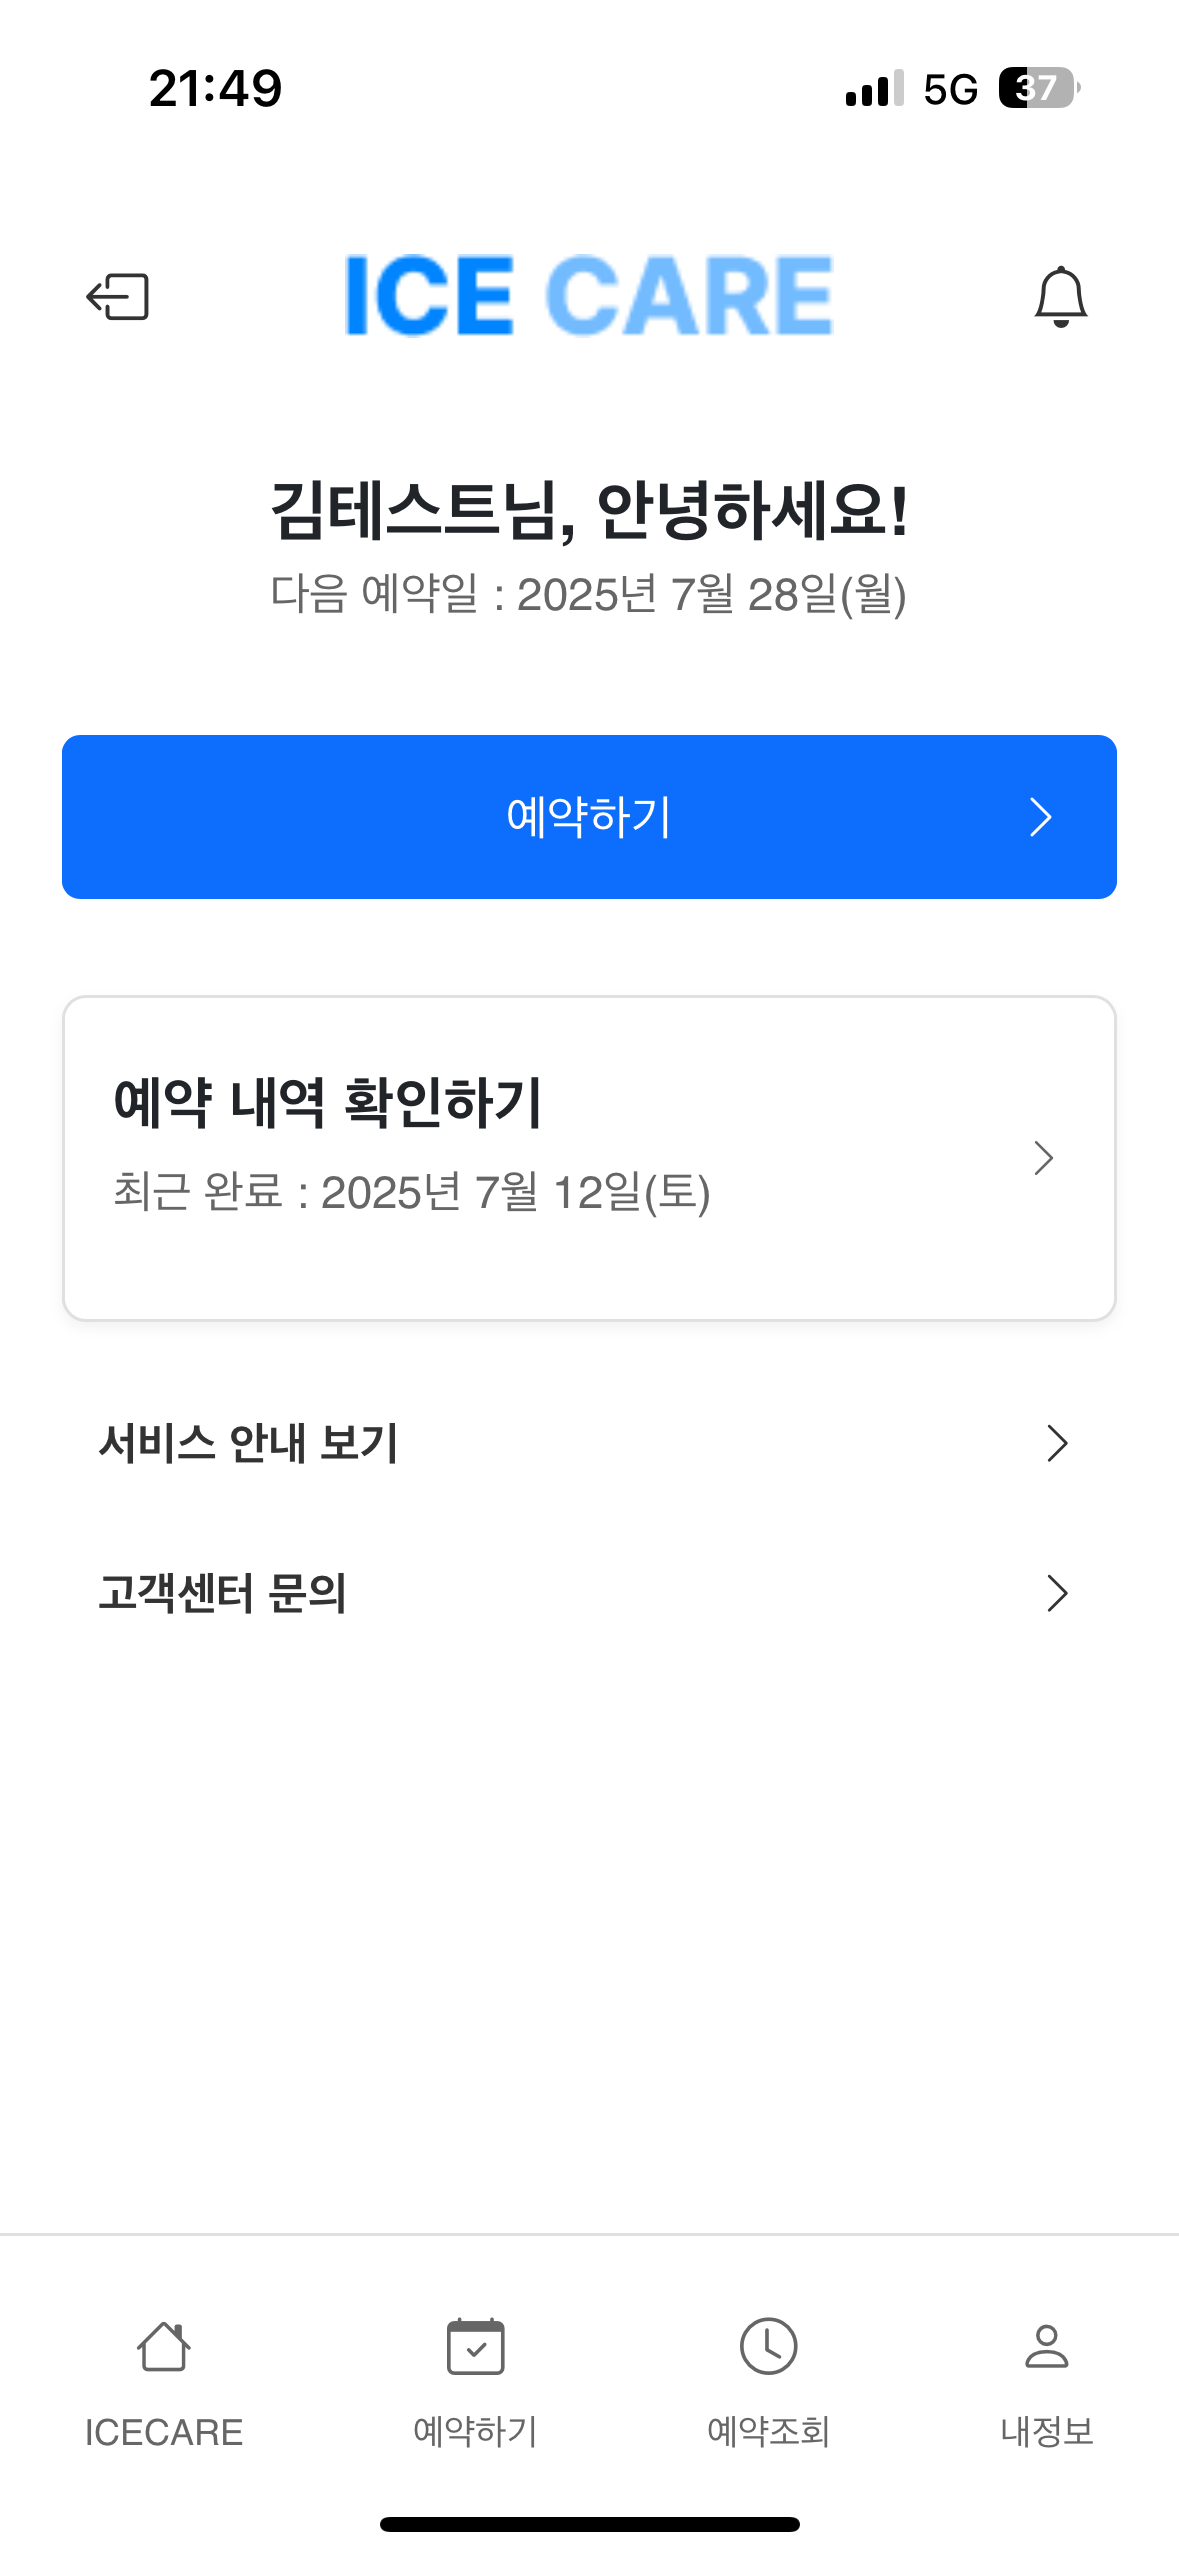 21:49
5G
37
ICE CARE
김테스트님, 안녕하세요!
다음 예약일 : 2025년 7월 28일(월)
예약하기
예약 내역 확인하기
최근 완료 : 2025년 7월 12일(토)
서비스 안내 보기
고객센터 문의
ICECARE
예약하기
예약조회
내정보